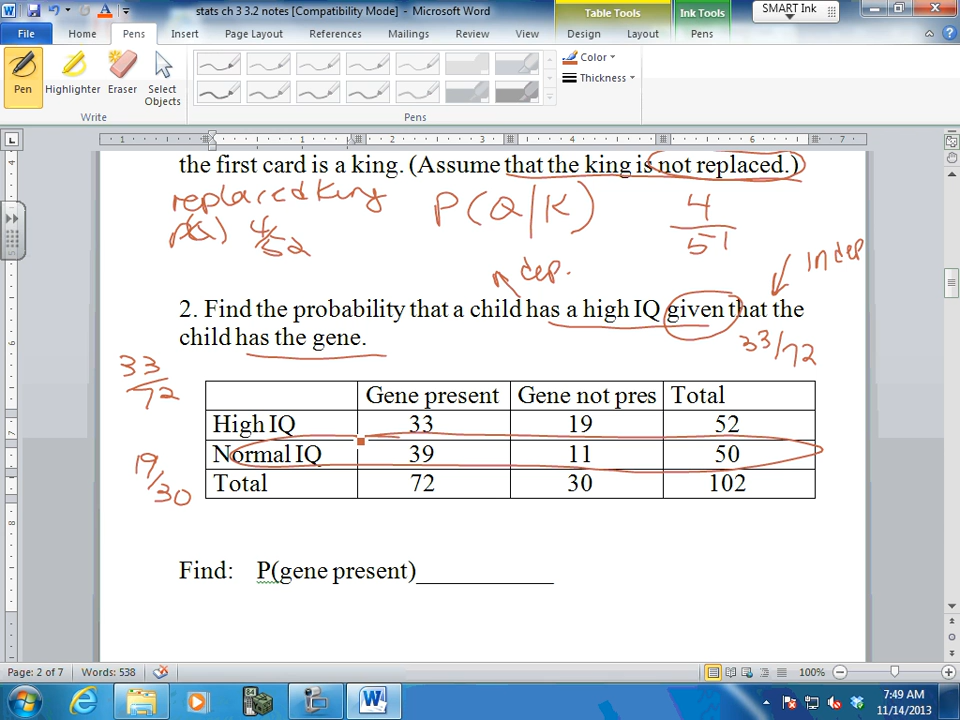 stats ch 3 3.2 notes [Compatibility Mode] - Microsoft Word
Table Tools
Ink Tools
SMART Ink
File Home Pens Insert Page Layout References Mailings Review View Design Layout Pens
Pen Highlighter Eraser Select Objects
Color
Thickness
Write
Pens
the first card is a king. (Assume that the king is not replaced.)
replaced King
P(Q|K)
4/51
4/52
dep.
indep
2. Find the probability that a child has a high IQ given that the
child has the gene.
33/72
33/72
Gene present Gene not pres Total
High IQ 33 19 52
Normal IQ 39 11 50
Total 72 30 102
19/30
Find: P(gene present)___________
Page: 2 of 7 Words: 538 100%
7:49 AM
11/14/2013